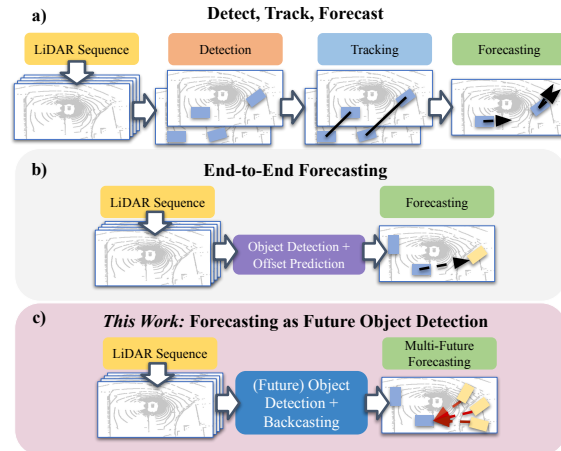 a) Detect, Track, Forecast
LiDAR Sequence
Detection
Tracking
Forecasting
b) End-to-End Forecasting
LiDAR Sequence
Forecasting
Object Detection +
Offset Prediction
c) This Work: Forecasting as Future Object Detection
LiDAR Sequence
Multi-Future
Forecasting
(Future) Object
Detection +
Backcasting